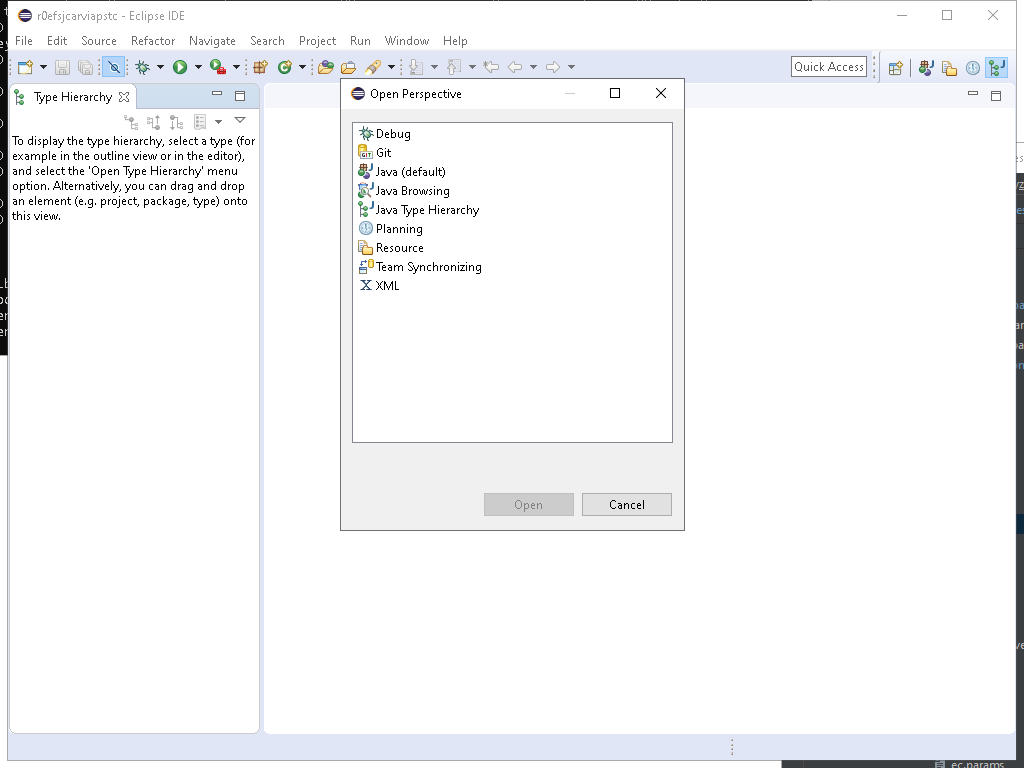 r0efsjcarviapstc - Eclipse IDE
File Edit Source Refactor Navigate Search Project Run Window Help
Quick Access
Type Hierarchy
To display the type hierarchy, select a type (for
example in the outline view or in the editor),
and select the 'Open Type Hierarchy' menu
option. Alternatively, you can drag and drop
an element (e.g. project, package, type) onto
this view.
Open Perspective
Debug
GIT
Git
Java (default)
Java Browsing
Java Type Hierarchy
Planning
Resource
Team Synchronizing
XML
Open Cancel
ec.params